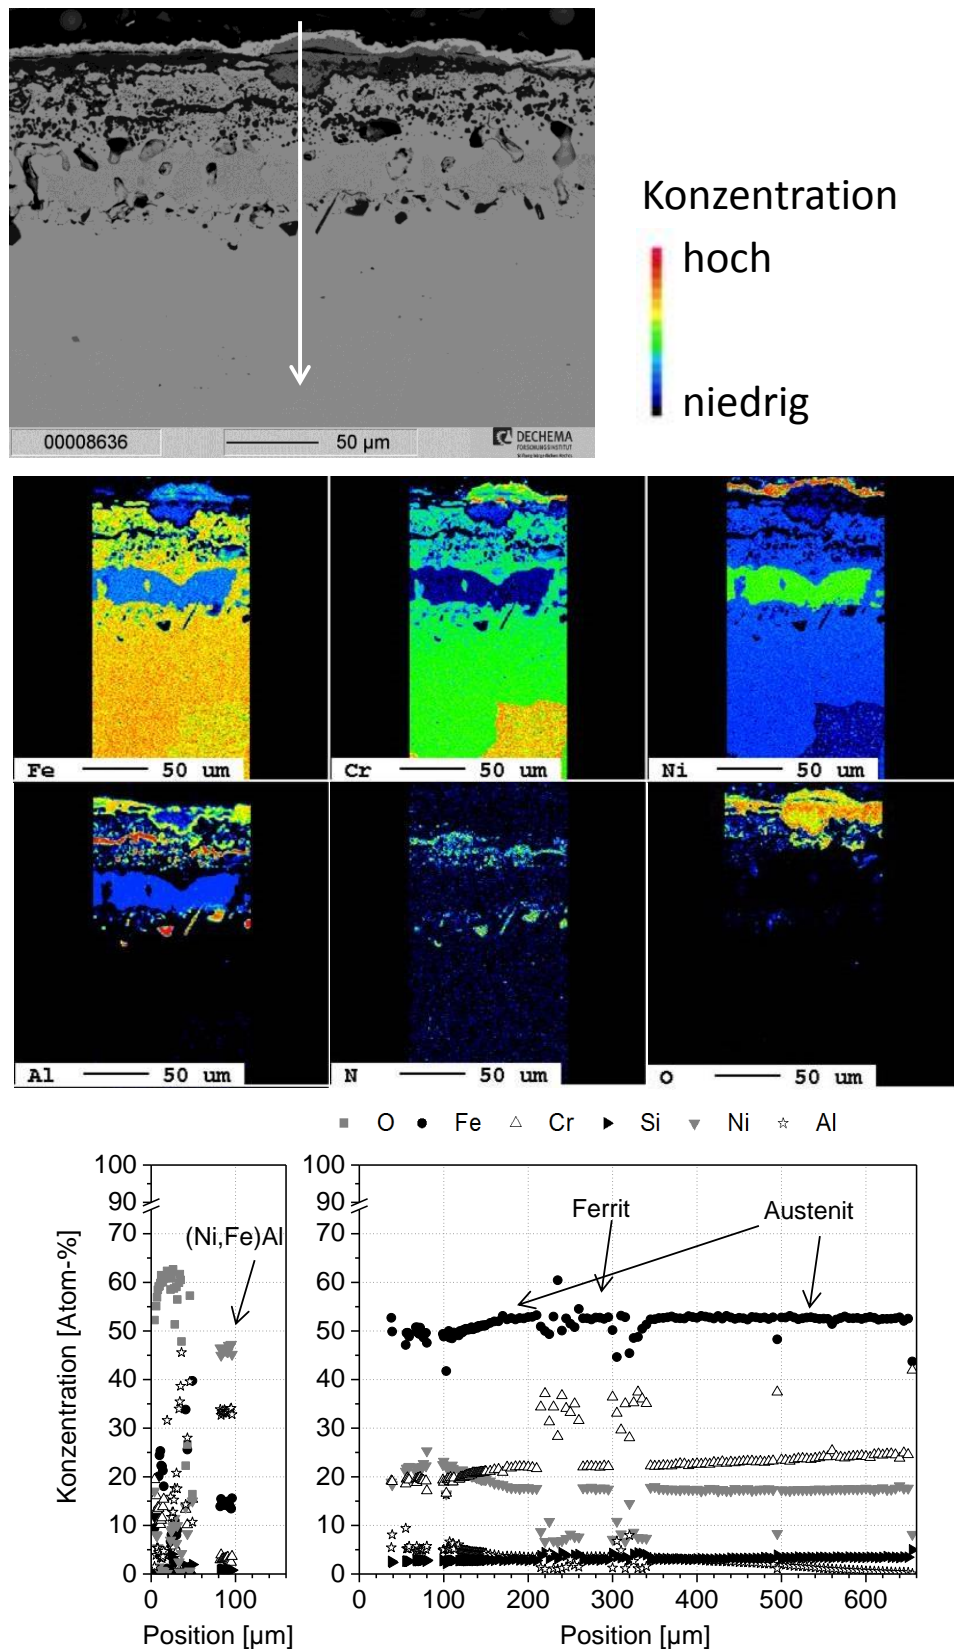 Konzentration
hoch
niedrig
00008636
50 µm
DECHEMA
FORSCHUNGSINSTITUT
Fe
50 um
Cr
50 um
Ni
50 um
Al
50 um
N
50 um
O
50 um
O Fe Cr Si Ni Al
Konzentration [Atom-%]
100
90
70
60
50
40
30
20
10
0
(Ni,Fe)Al
0 100
Position [µm]
100
90
70
60
50
40
30
20
10
0
Ferrit
Austenit
0 100 200 300 400 500 600
Position [µm]